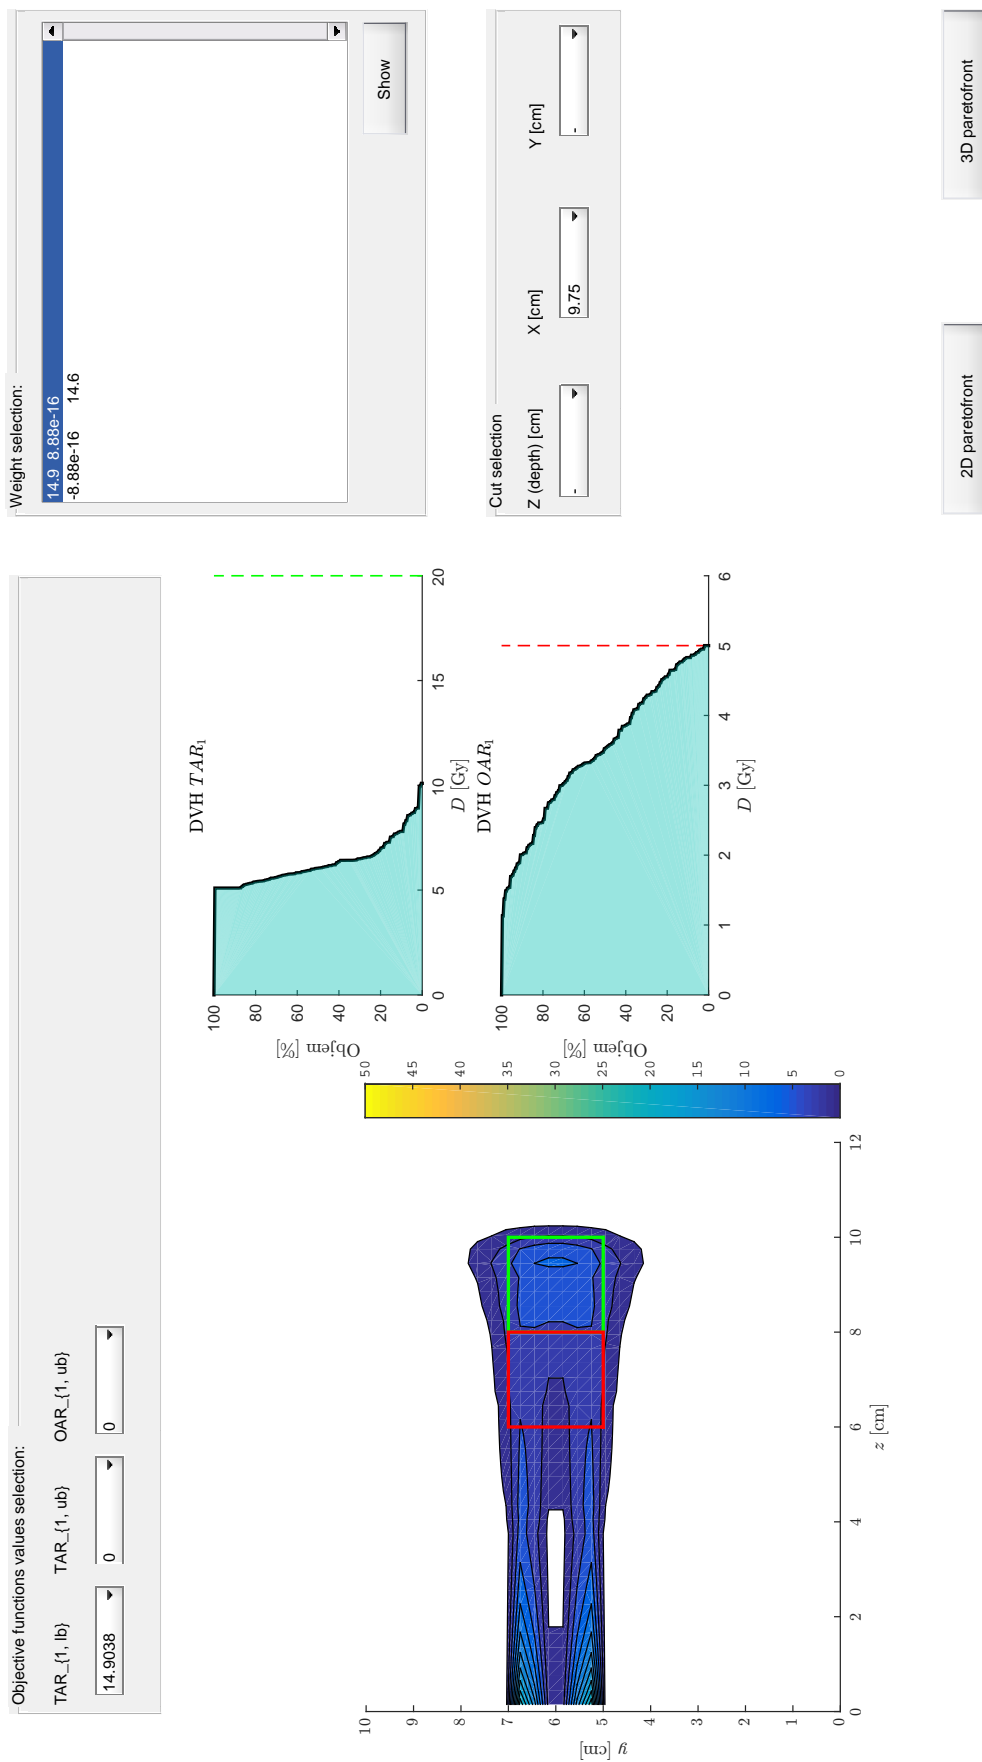 Objective functions values selection:
TAR_{1, lb} TAR_{1, ub} OAR_{1, ub}
14.9038 0 0
Weight selection:
14.9 8.88e-16
-8.88e-16 14.6
Show
Cut selection
Z (depth) [cm] X [cm] Y [cm]
- 9.75 -
2D paretofront 3D paretofront
DVH TAR1
Objem [%]
100
80
60
40
20
0
0 5 10 15 20
D [Gy]
DVH OAR1
Objem [%]
100
80
60
40
20
0
0 1 2 3 4 5 6
D [Gy]
y [cm]
10
9
8
7
6
5
4
3
2
1
0
0 2 4 6 8 10 12
z [cm]
50
45
40
35
30
25
20
15
10
5
0